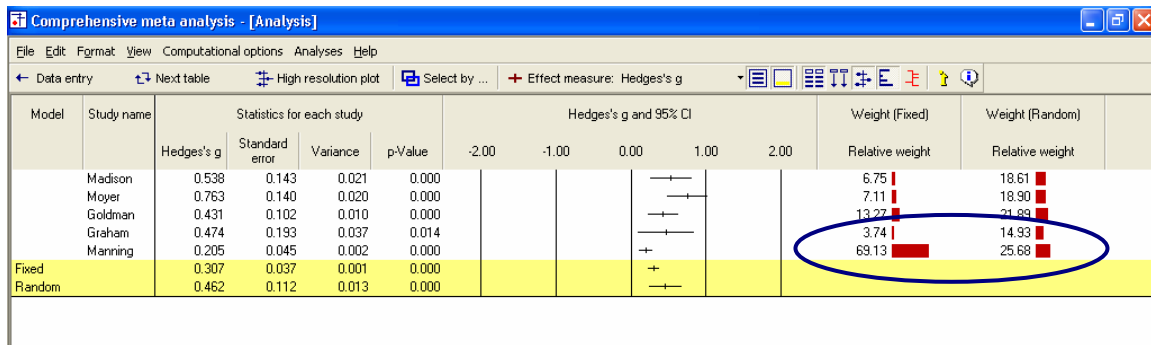 Comprehensive meta analysis - [Analysis]
File Edit Format View Computational options Analyses Help
Data entry Next table High resolution plot Select by ... Effect measure: Hedges's g
Model Study name Statistics for each study Hedges's g and 95% CI Weight (Fixed) Weight (Random)
Hedges's g Standard error Variance p-Value -2.00 -1.00 0.00 1.00 2.00 Relative weight Relative weight
Madison 0.538 0.143 0.021 0.000 6.75 18.61
Moyer 0.763 0.140 0.020 0.000 7.11 18.90
Goldman 0.431 0.102 0.010 0.000 13.27 21.89
Graham 0.474 0.193 0.037 0.014 3.74 14.93
Manning 0.205 0.045 0.002 0.000 69.13 25.68
Fixed 0.307 0.037 0.001 0.000
Random 0.462 0.112 0.013 0.000